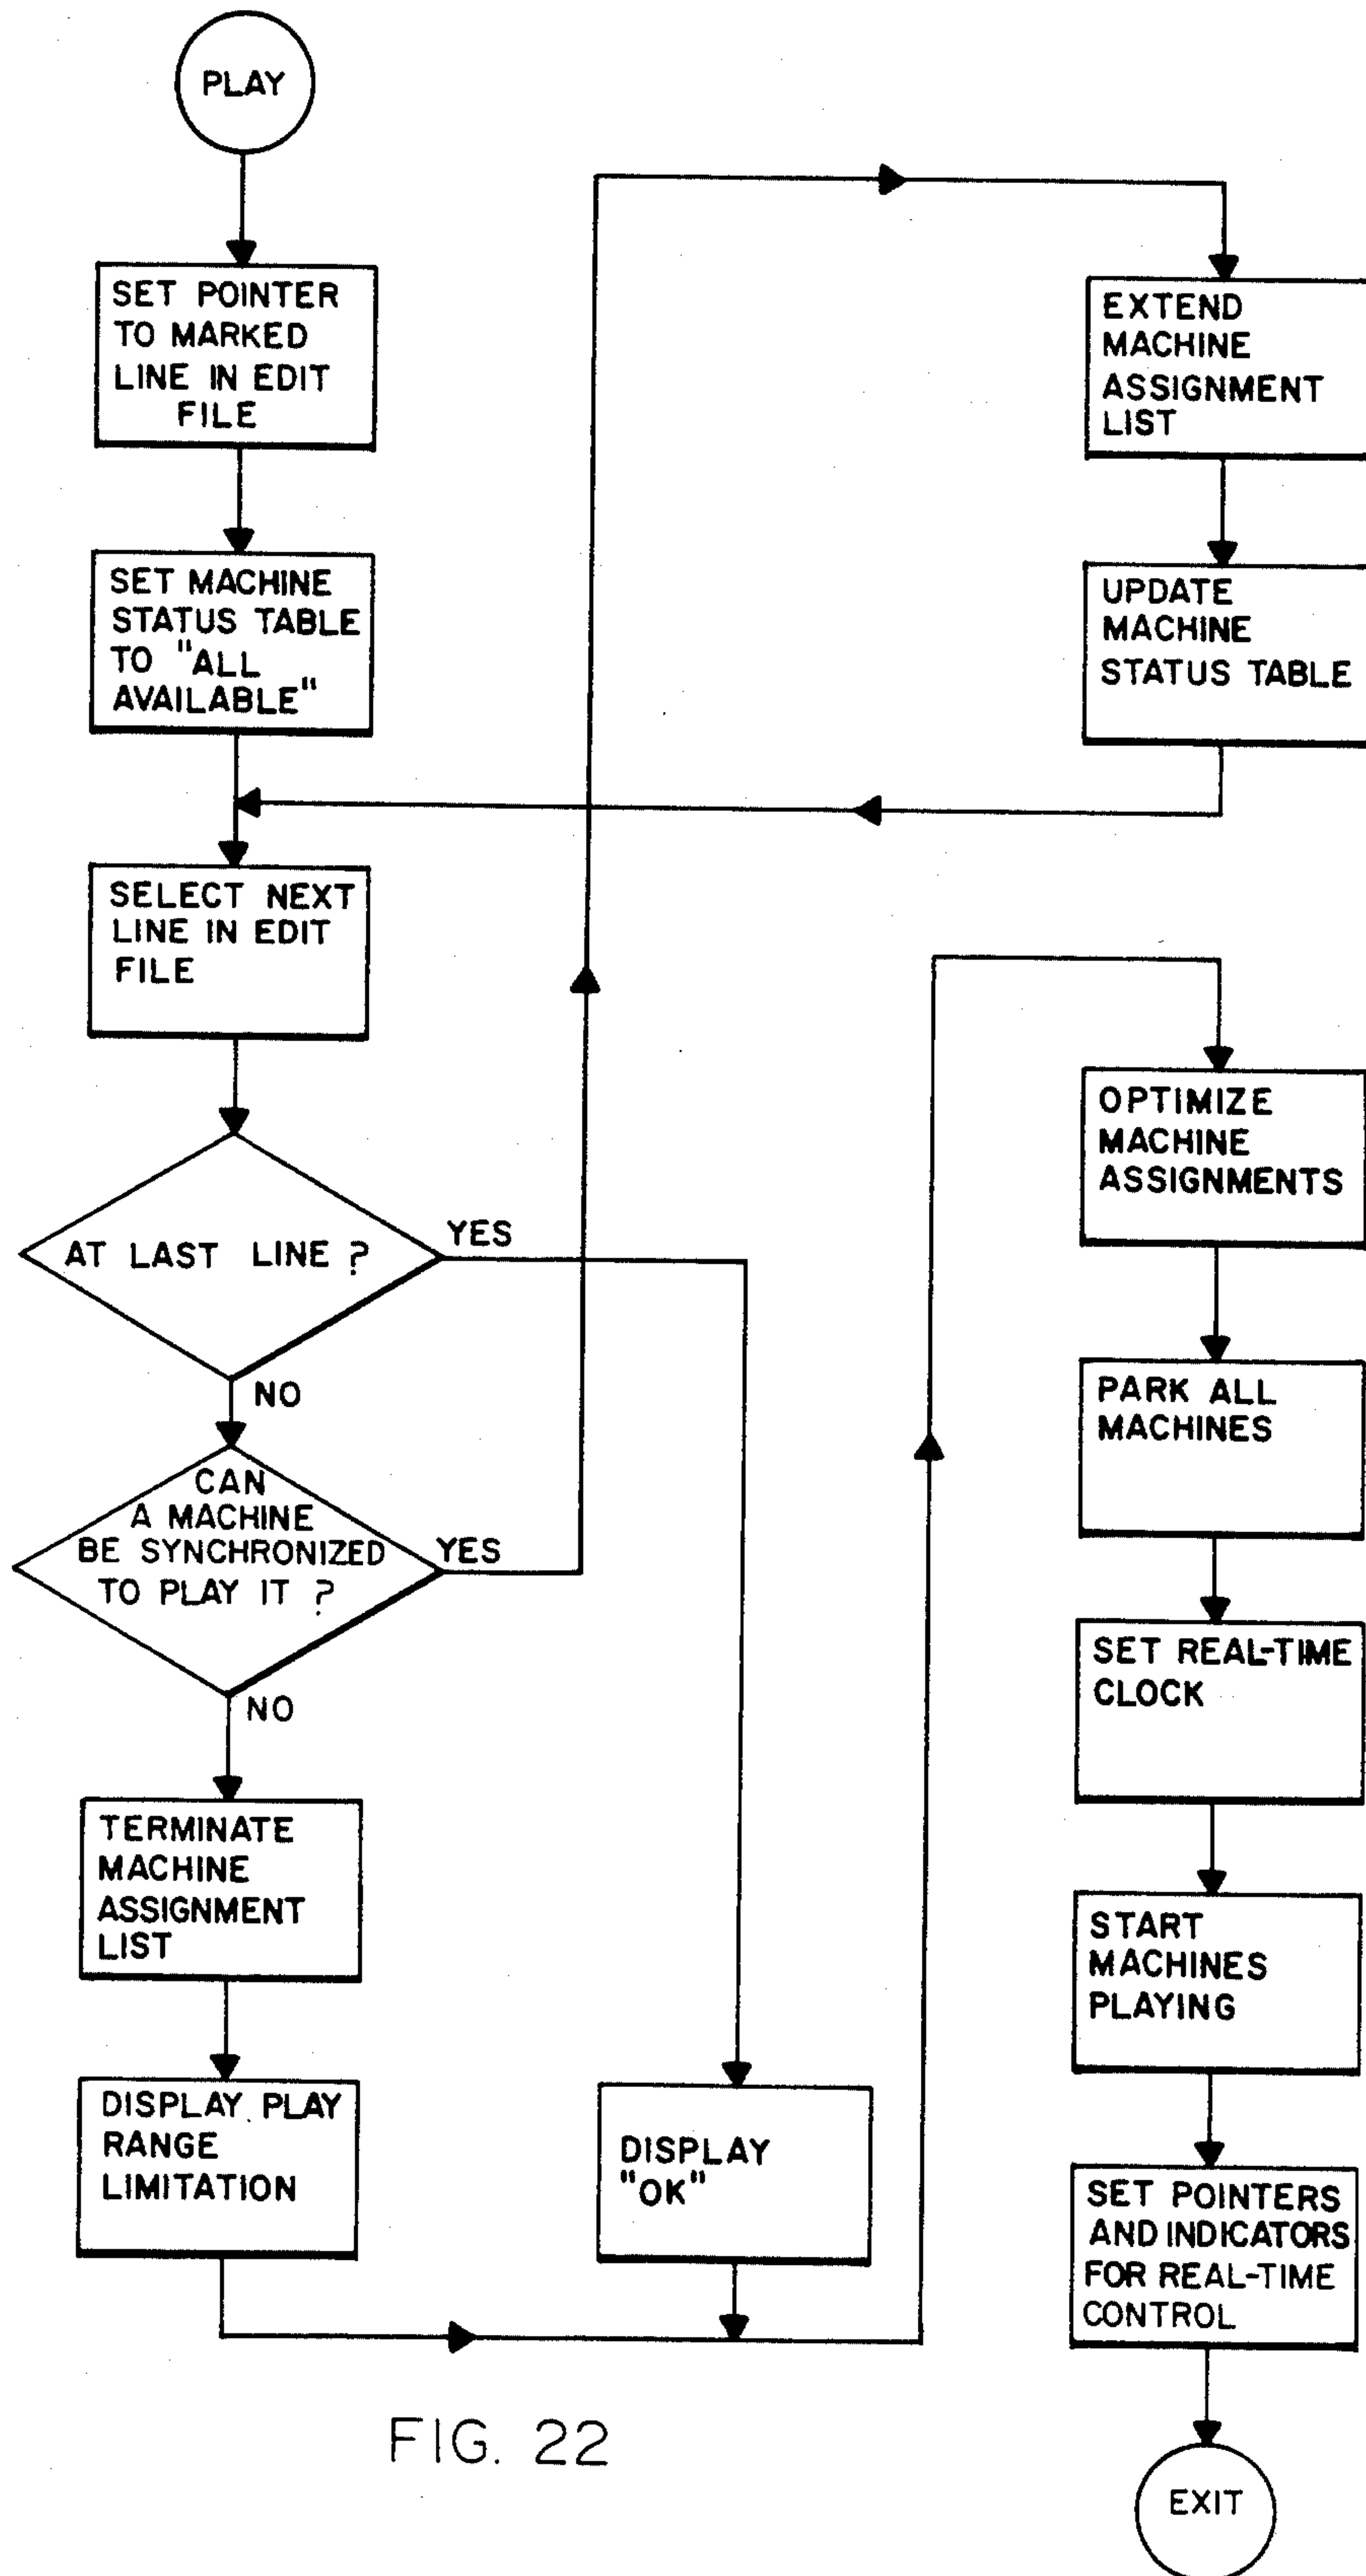 PLAY
SET POINTER
TO MARKED
LINE IN EDIT
FILE
SET MACHINE
STATUS TABLE
TO "ALL
AVAILABLE"
SELECT NEXT
LINE IN EDIT
FILE
AT LAST LINE ?
YES
NO
CAN
A MACHINE
BE SYNCHRONIZED
TO PLAY IT ?
YES
NO
TERMINATE
MACHINE
ASSIGNMENT
LIST
DISPLAY PLAY
RANGE
LIMITATION
DISPLAY
"OK"
EXTEND
MACHINE
ASSIGNMENT
LIST
UPDATE
MACHINE
STATUS TABLE
OPTIMIZE
MACHINE
ASSIGNMENTS
PARK ALL
MACHINES
SET REAL-TIME
CLOCK
START
MACHINES
PLAYING
SET POINTERS
AND INDICATORS
FOR REAL-TIME
CONTROL
EXIT
FIG. 22